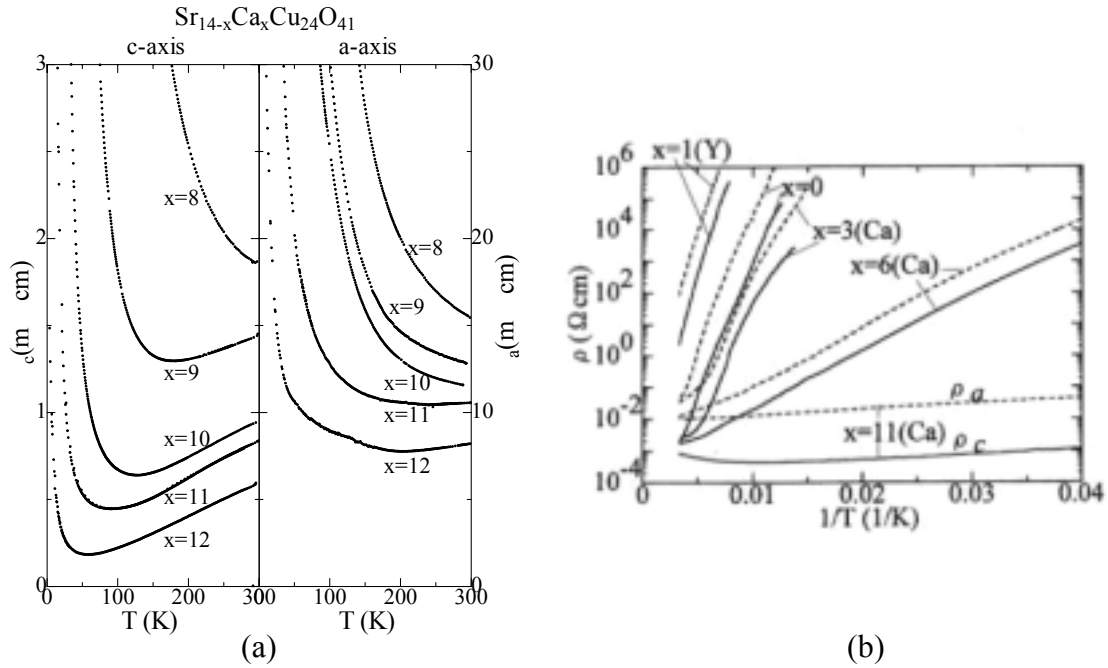 Sr14-xCaxCu24O41
c-axis
a-axis
3
2
1
0
c(m cm)
x=8
x=9
x=10
x=11
x=12
0 100 200 300
T (K)
30
20
10
0
a(m cm)
x=8
x=9
x=10
x=11
x=12
0 100 200 300
T (K)
(a)
10^6
10^4
10^2
10^0
10^-2
10^-4
ρ (Ω cm)
x=1(Y)
x=0
x=3(Ca)
x=6(Ca)
ρa
x=11(Ca)
ρc
0 0.01 0.02 0.03 0.04
1/T (1/K)
(b)